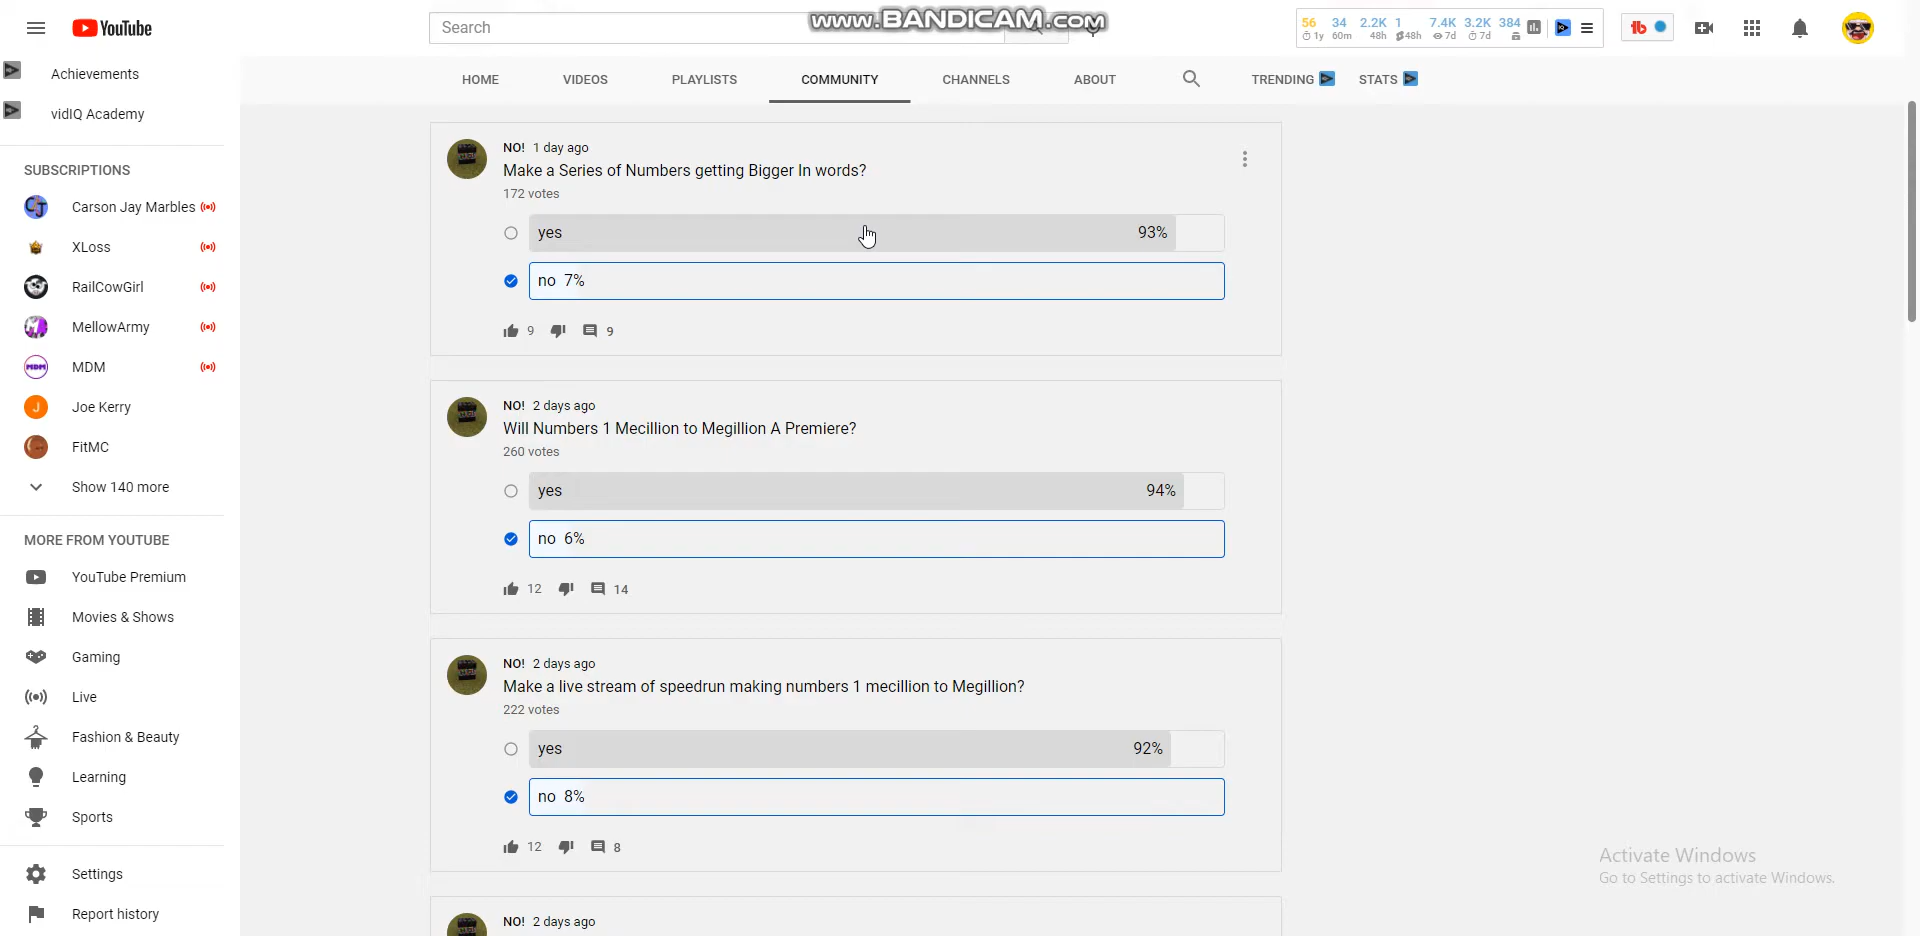 YouTube
Search
www.BANDICAM.com
56 34 2.2K 1 7.4K 3.2K 384
1y 60m 48h 48h 7d 7d
Achievements
vidIQ Academy
SUBSCRIPTIONS
Carson Jay Marbles
XLoss
RailCowGirl
MellowArmy
MDM
Joe Kerry
FitMC
Show 140 more
MORE FROM YOUTUBE
YouTube Premium
Movies & Shows
Gaming
Live
Fashion & Beauty
Learning
Sports
Settings
Report history
HOME VIDEOS PLAYLISTS COMMUNITY CHANNELS ABOUT TRENDING STATS
NO! 1 day ago
Make a Series of Numbers getting Bigger In words?
172 votes
yes 93%
no 7%
9 9
NO! 2 days ago
Will Numbers 1 Mecillion to Megillion A Premiere?
260 votes
yes 94%
no 6%
12 14
NO! 2 days ago
Make a live stream of speedrun making numbers 1 mecillion to Megillion?
222 votes
yes 92%
no 8%
12 8
NO! 2 days ago
Activate Windows
Go to Settings to activate Windows.